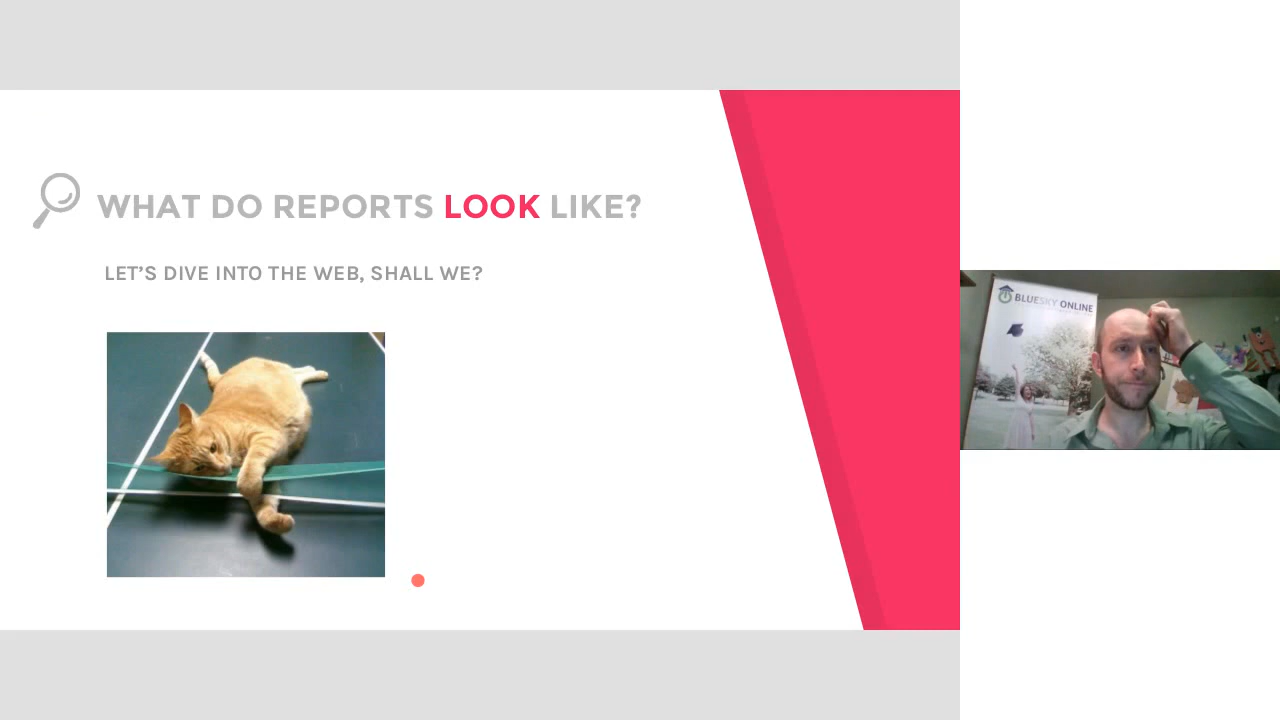 WHAT DO REPORTS LOOK LIKE?
LET'S DIVE INTO THE WEB, SHALL WE?
BLUESKY ONLINE